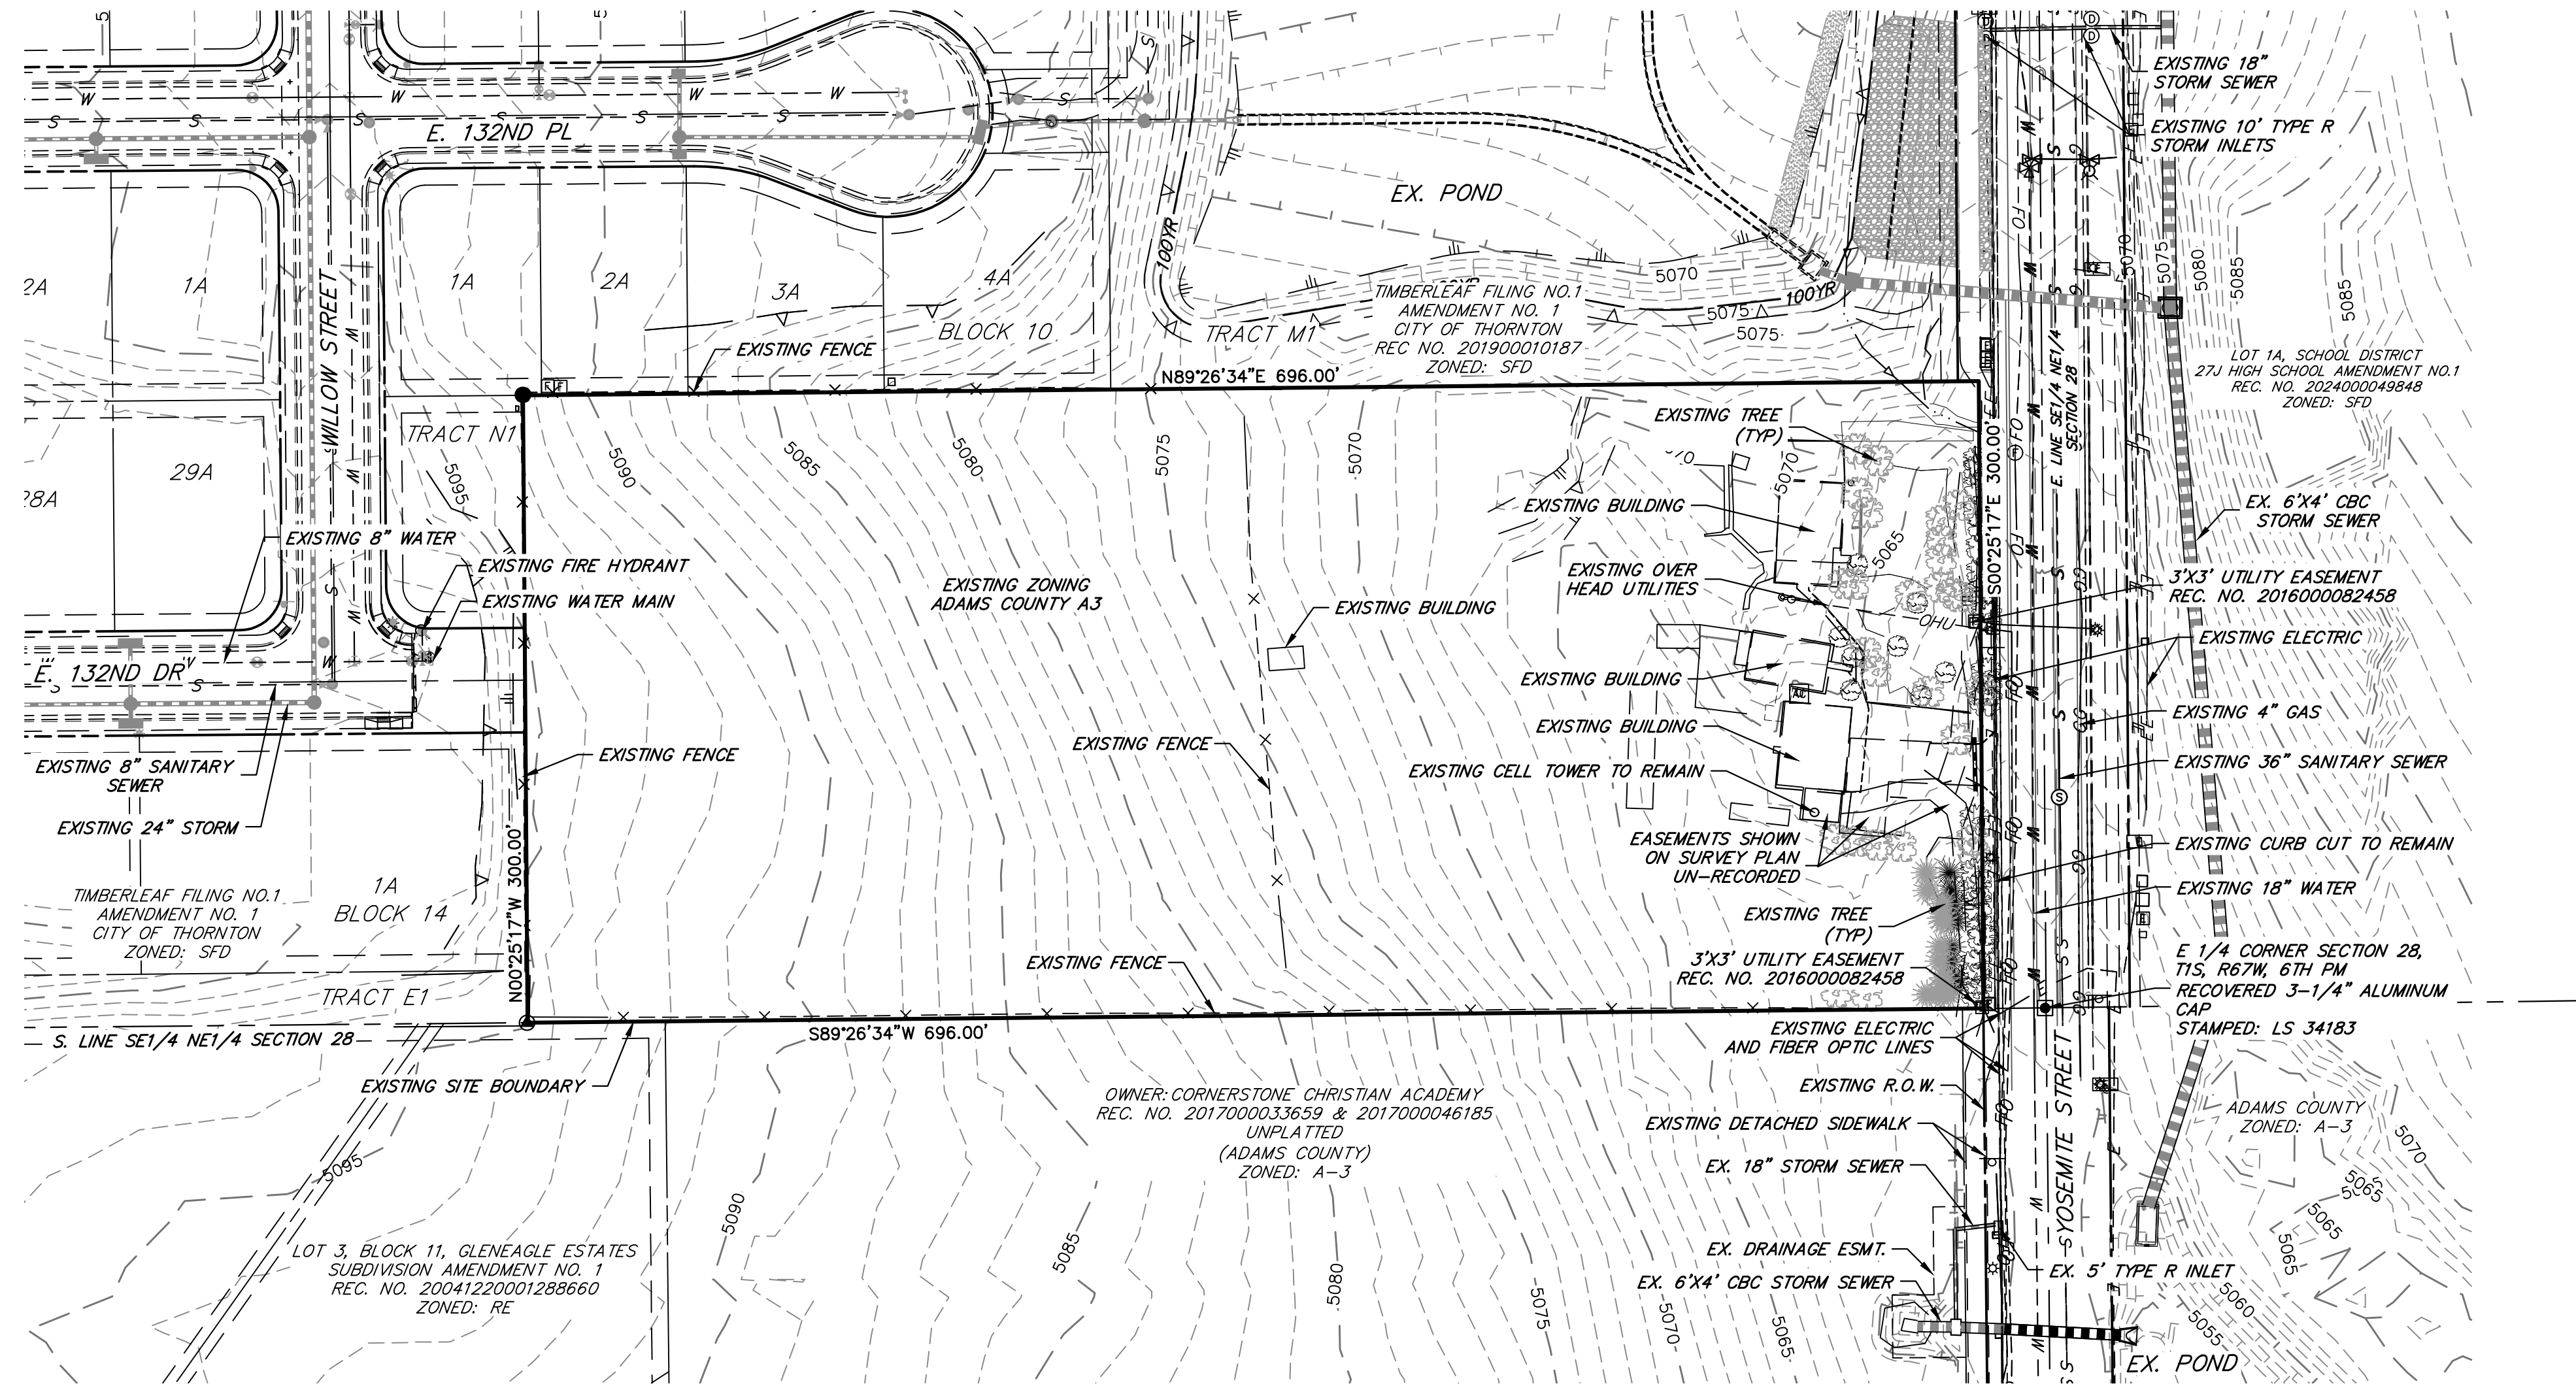 E. 132ND PL
WILLOW STREET
2A
1A
1A
2A
3A
4A
BLOCK 10
EXISTING FENCE
EX. POND
100YR
TRACT M1
TIMBERLEAF FILING NO.1
AMENDMENT NO. 1
CITY OF THORNTON
REC NO. 201900010187
ZONED: SFD
5070
5075
5075
100YR
N89°26'34"E 696.00'
EXISTING 18"
STORM SEWER
EXISTING 10' TYPE R
STORM INLETS
5070
5075
5080
5085
5085
LOT 1A, SCHOOL DISTRICT
27J HIGH SCHOOL AMENDMENT NO.1
REC. NO. 2024000049848
ZONED: SFD
E. LINE SE1/4 NE1/4
SECTION 28
S00°25'17"E 300.00'
TRACT N1
29A
28A
5095
5090
5085
5080
5075
5070
5070
5065
EXISTING TREE
(TYP)
EXISTING BUILDING
EXISTING OVER
HEAD UTILITIES
OHU
EXISTING BUILDING
EXISTING BUILDING
EXISTING BUILDING
AC
EXISTING CELL TOWER TO REMAIN
EASEMENTS SHOWN
ON SURVEY PLAN
UN-RECORDED
EXISTING TREE
(TYP)
3'X3' UTILITY EASEMENT
REC. NO. 2016000082458
EXISTING 8" WATER
EXISTING FIRE HYDRANT
EXISTING WATER MAIN
E. 132ND DR
EXISTING 8" SANITARY
SEWER
EXISTING 24" STORM
EXISTING FENCE
EXISTING ZONING
ADAMS COUNTY A3
EXISTING FENCE
EXISTING FENCE
EX. 6'X4' CBC
STORM SEWER
3'X3' UTILITY EASEMENT
REC. NO. 2016000082458
EXISTING ELECTRIC
EXISTING 4" GAS
EXISTING 36" SANITARY SEWER
EXISTING CURB CUT TO REMAIN
EXISTING 18" WATER
E 1/4 CORNER SECTION 28,
T1S, R67W, 6TH PM
RECOVERED 3-1/4" ALUMINUM
CAP
STAMPED: LS 34183
TIMBERLEAF FILING NO.1
AMENDMENT NO. 1
CITY OF THORNTON
ZONED: SFD
1A
BLOCK 14
TRACT E1
N00°25'17"W 300.00'
S. LINE SE1/4 NE1/4 SECTION 28
S89°26'34"W 696.00'
EXISTING SITE BOUNDARY
OWNER: CORNERSTONE CHRISTIAN ACADEMY
REC. NO. 2017000033659 & 2017000046185
UNPLATTED
(ADAMS COUNTY)
ZONED: A-3
EXISTING ELECTRIC
AND FIBER OPTIC LINES
EXISTING R.O.W.
EXISTING DETACHED SIDEWALK
EX. 18" STORM SEWER
EX. DRAINAGE ESMT.
EX. 6'X4' CBC STORM SEWER
EX. 5' TYPE R INLET
YOSEMITE STREET
EX. POND
ADAMS COUNTY
ZONED: A-3
5070
5065
5065
5065
5060
5055
5095
LOT 3, BLOCK 11, GLENEAGLE ESTATES
SUBDIVISION AMENDMENT NO. 1
REC. NO. 20041220001288660
ZONED: RE
5090
5085
5080
5075
5070
5065